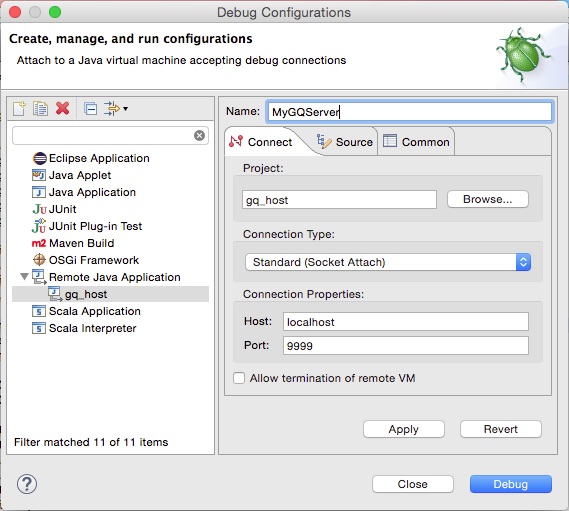 Debug Configurations
Create, manage, and run configurations
Attach to a Java virtual machine accepting debug connections
Eclipse Application
Java Applet
Java Application
JU JUnit
JU JUnit Plug-in Test
m2 Maven Build
OSGi Framework
Remote Java Application
gq_host
Scala Application
Scala Interpreter
Filter matched 11 of 11 items
Name: MyGQServer
Connect Source Common
Project:
gq_host Browse...
Connection Type:
Standard (Socket Attach)
Connection Properties:
Host: localhost
Port: 9999
Allow termination of remote VM
Apply Revert
? Close Debug